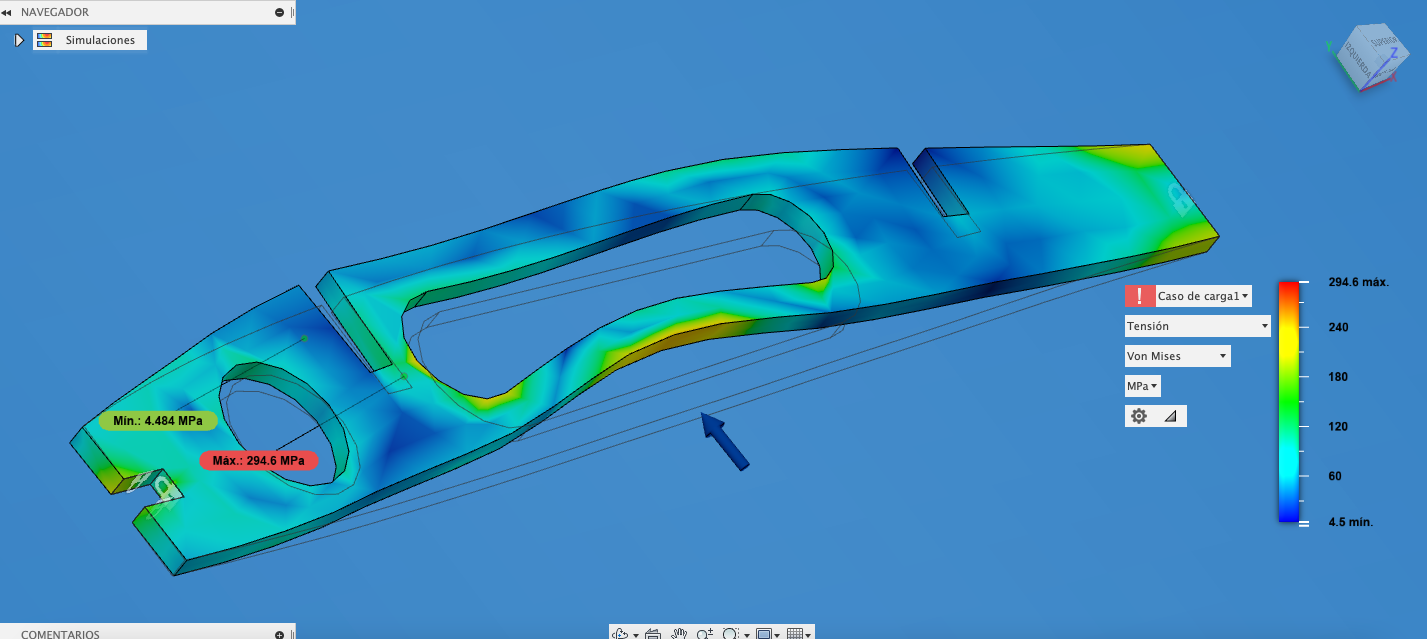 NAVEGADOR
Simulaciones
SUPERIOR
IZQUIERDA
Y
Z
X
Mín.: 4.484 MPa
Máx.: 294.6 MPa
Caso de carga1
Tensión
Von Mises
MPa
294.6 máx.
240
180
120
60
4.5 mín.
COMENTARIOS